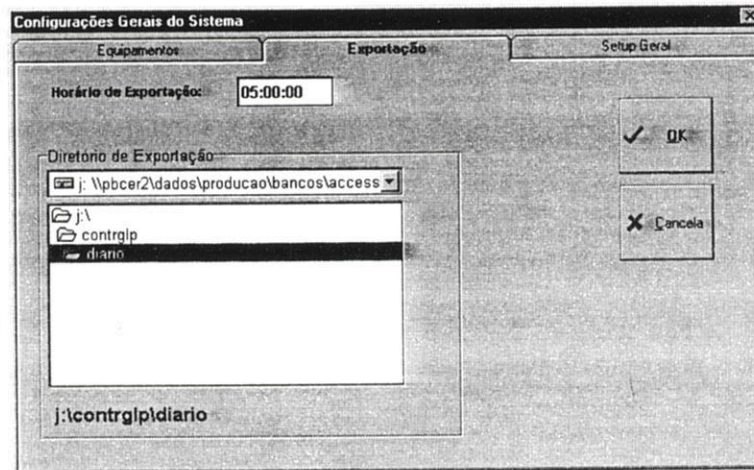 Configurações Gerais do Sistema
Equipamentos
Exportação
Setup Geral
Horário de Exportação:
05:00:00
OK
Diretório de Exportação
j: \\pbcer2\dados\producao\bancos\access
j:\
contrglp
diario
Cancela
j:\contrglp\diario